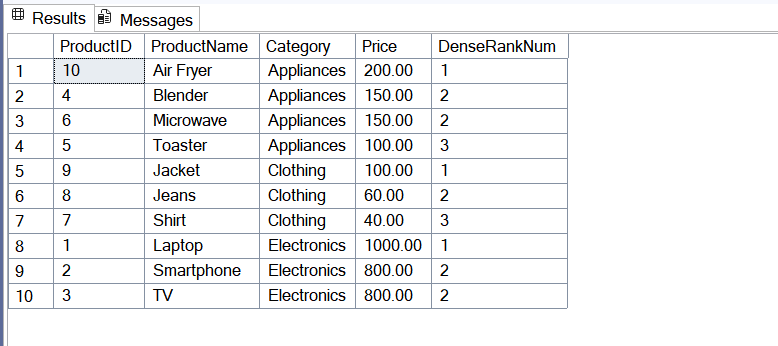 Results Messages
ProductID ProductName Category Price DenseRankNum
1 10 Air Fryer Appliances 200.00 1
2 4 Blender Appliances 150.00 2
3 6 Microwave Appliances 150.00 2
4 5 Toaster Appliances 100.00 3
5 9 Jacket Clothing 100.00 1
6 8 Jeans Clothing 60.00 2
7 7 Shirt Clothing 40.00 3
8 1 Laptop Electronics 1000.00 1
9 2 Smartphone Electronics 800.00 2
10 3 TV Electronics 800.00 2